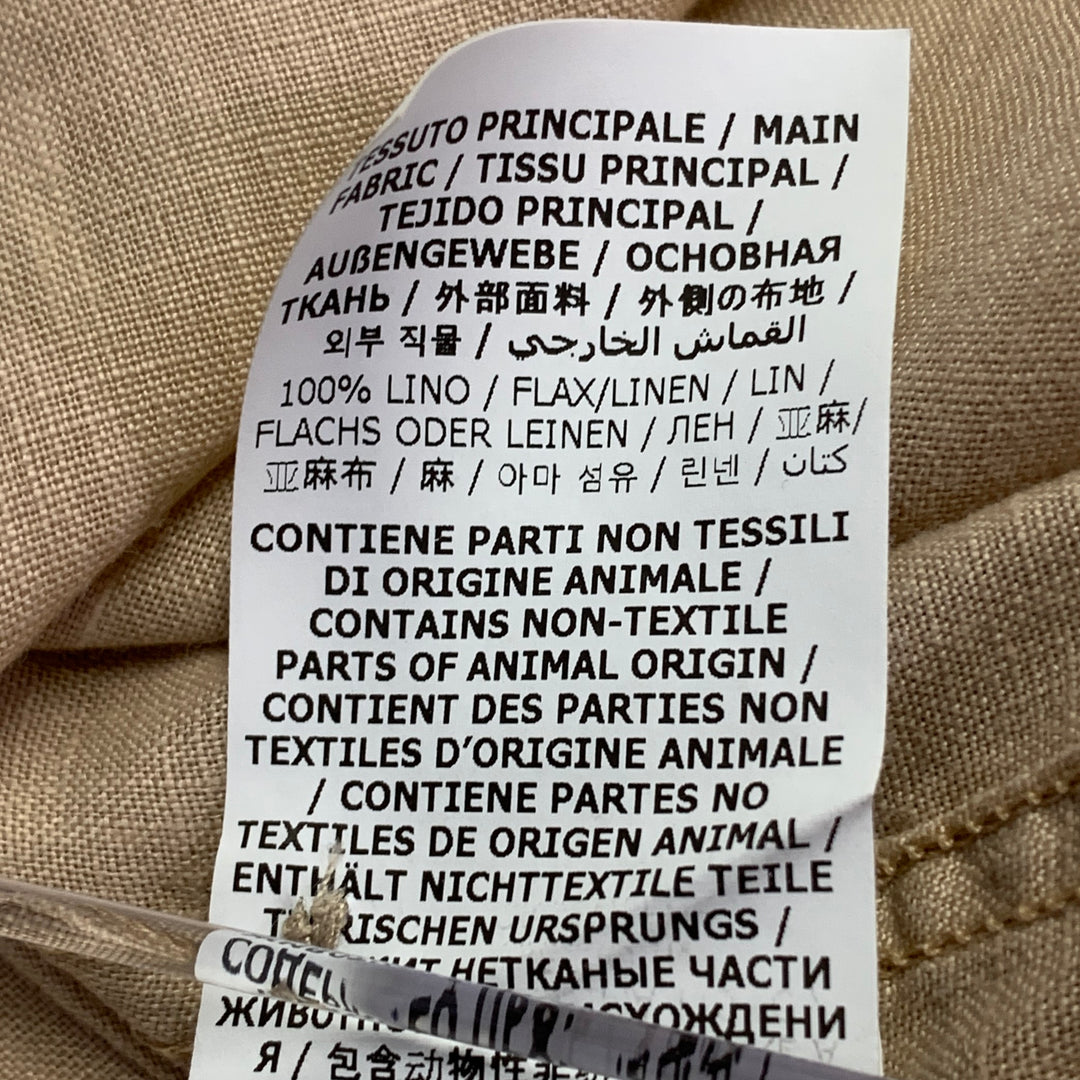 TESSUTO PRINCIPALE / MAIN
FABRIC / TISSU PRINCIPAL /
TEJIDO PRINCIPAL /
AUßENGEWEBE / ОСНОВНАЯ
ТКАНЬ / 外部面料 / 外側の布地 /
외부 직물 / القماش الخارجي
100% LINO / FLAX/LINEN / LIN /
FLACHS ODER LEINEN / ЛЕН / 亚麻/
亚麻布 / 麻 / 아마 섬유 / 린넨 / كتان
CONTIENE PARTI NON TESSILI
DI ORIGINE ANIMALE /
CONTAINS NON-TEXTILE
PARTS OF ANIMAL ORIGIN /
CONTIENT DES PARTIES NON
TEXTILES D'ORIGINE ANIMALE
/ CONTIENE PARTES NO
TEXTILES DE ORIGEN ANIMAL /
ENTHÄLT NICHTTEXTILE TEILE
TIERISCHEN URSPRUNGS /
НЕТКАНЫЕ ЧАСТИ
Я / 包含动物性